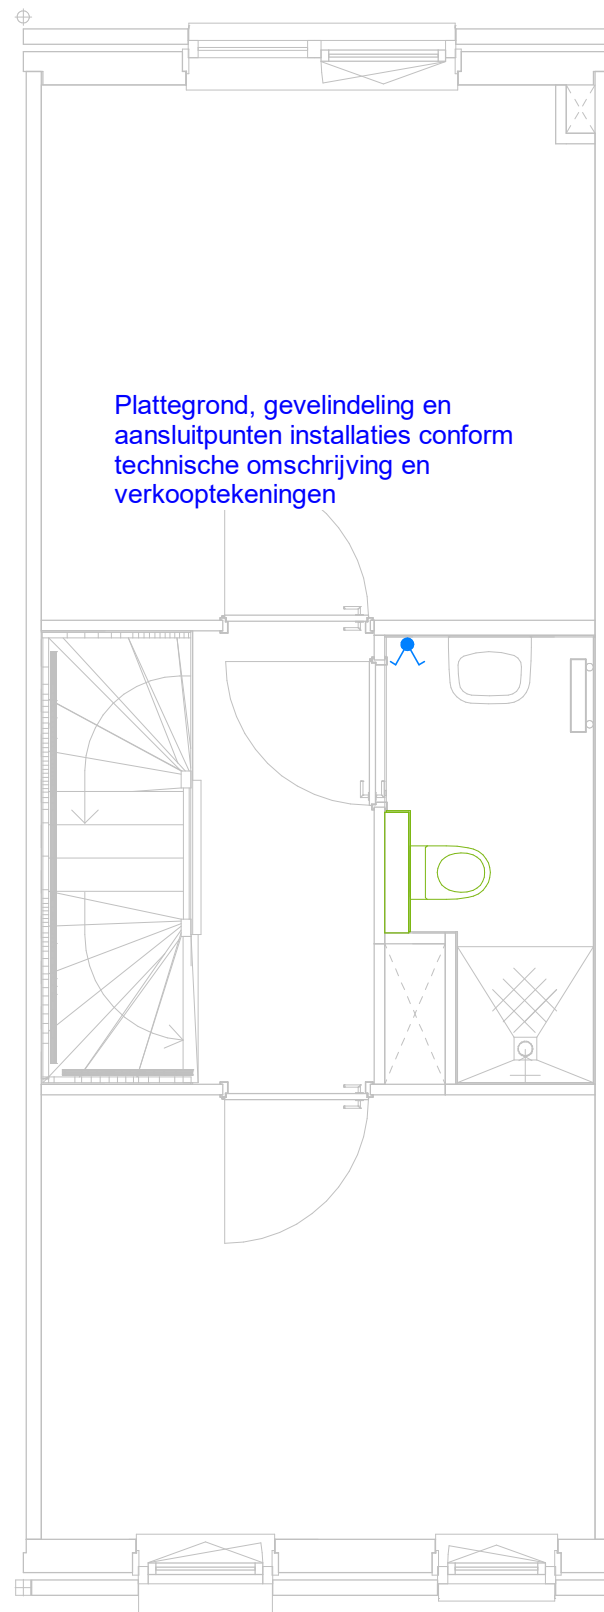 Plattegrond, gevelindeling en
aansluitpunten installaties conform
technische omschrijving en
verkooptekeningen